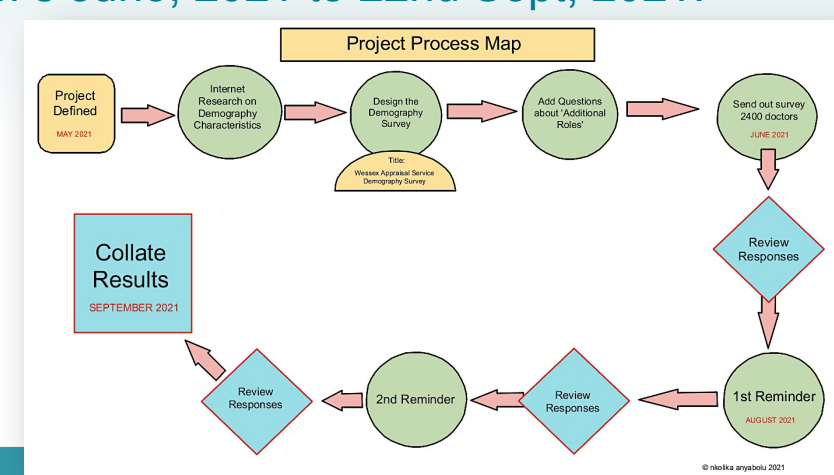 Project Process Map
Project
Defined
MAY 2021
Internet
Research on
Demography
Characteristics
Design the
Demography
Survey
Title:
Wessex Appraisal Service
Demography Survey
Add Questions
about 'Additional
Roles'
Send out survey
2400 doctors
JUNE 2021
Review
Responses
1st Reminder
AUGUST 2021
Review
Responses
2nd Reminder
Review
Responses
Collate
Results
SEPTEMBER 2021
© nkolika anyabolu 2021